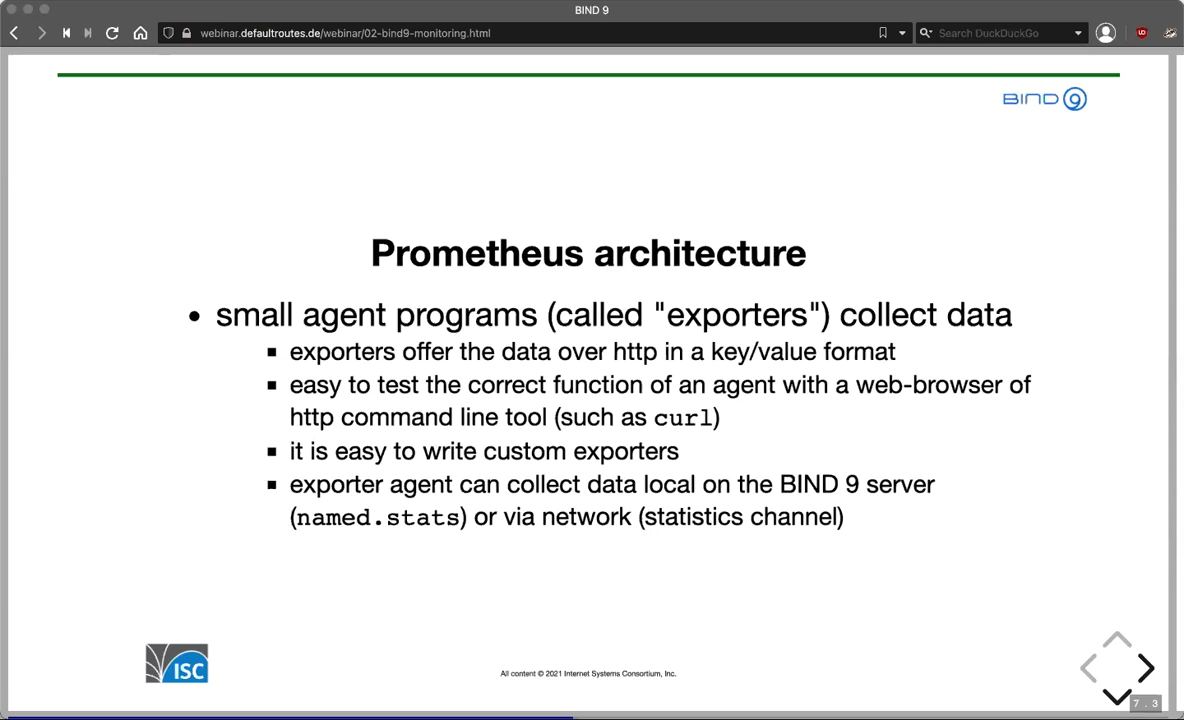 BIND 9
webinar.defaultroutes.de/webinar/02-bind9-monitoring.html
Search DuckDuckGo
BIND 9
Prometheus architecture
• small agent programs (called "exporters") collect data
▪ exporters offer the data over http in a key/value format
▪ easy to test the correct function of an agent with a web-browser of
http command line tool (such as curl)
▪ it is easy to write custom exporters
▪ exporter agent can collect data local on the BIND 9 server
(named.stats) or via network (statistics channel)
ISC
All content © 2021 Internet Systems Consortium, Inc.
7 . 3